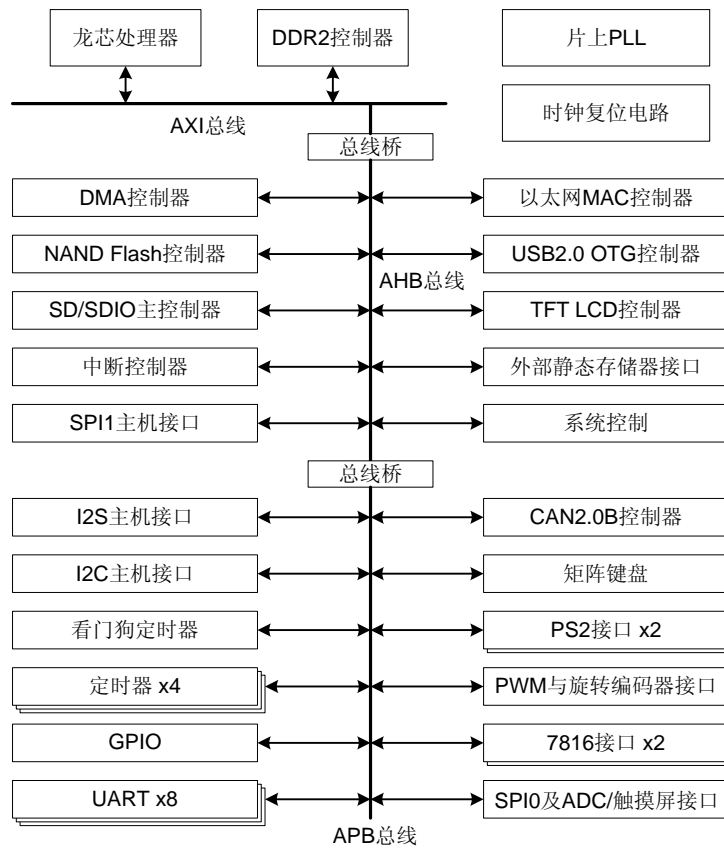 龙芯处理器
DDR2控制器
片上PLL
AXI总线
时钟复位电路
总线桥
DMA控制器
以太网MAC控制器
NAND Flash控制器
USB2.0 OTG控制器
AHB总线
SD/SDIO主控制器
TFT LCD控制器
中断控制器
外部静态存储器接口
SPI1主机接口
系统控制
总线桥
I2S主机接口
CAN2.0B控制器
I2C主机接口
矩阵键盘
看门狗定时器
PS2接口 x2
定时器 x4
PWM与旋转编码器接口
GPIO
7816接口 x2
UART x8
SPI0及ADC/触摸屏接口
APB总线